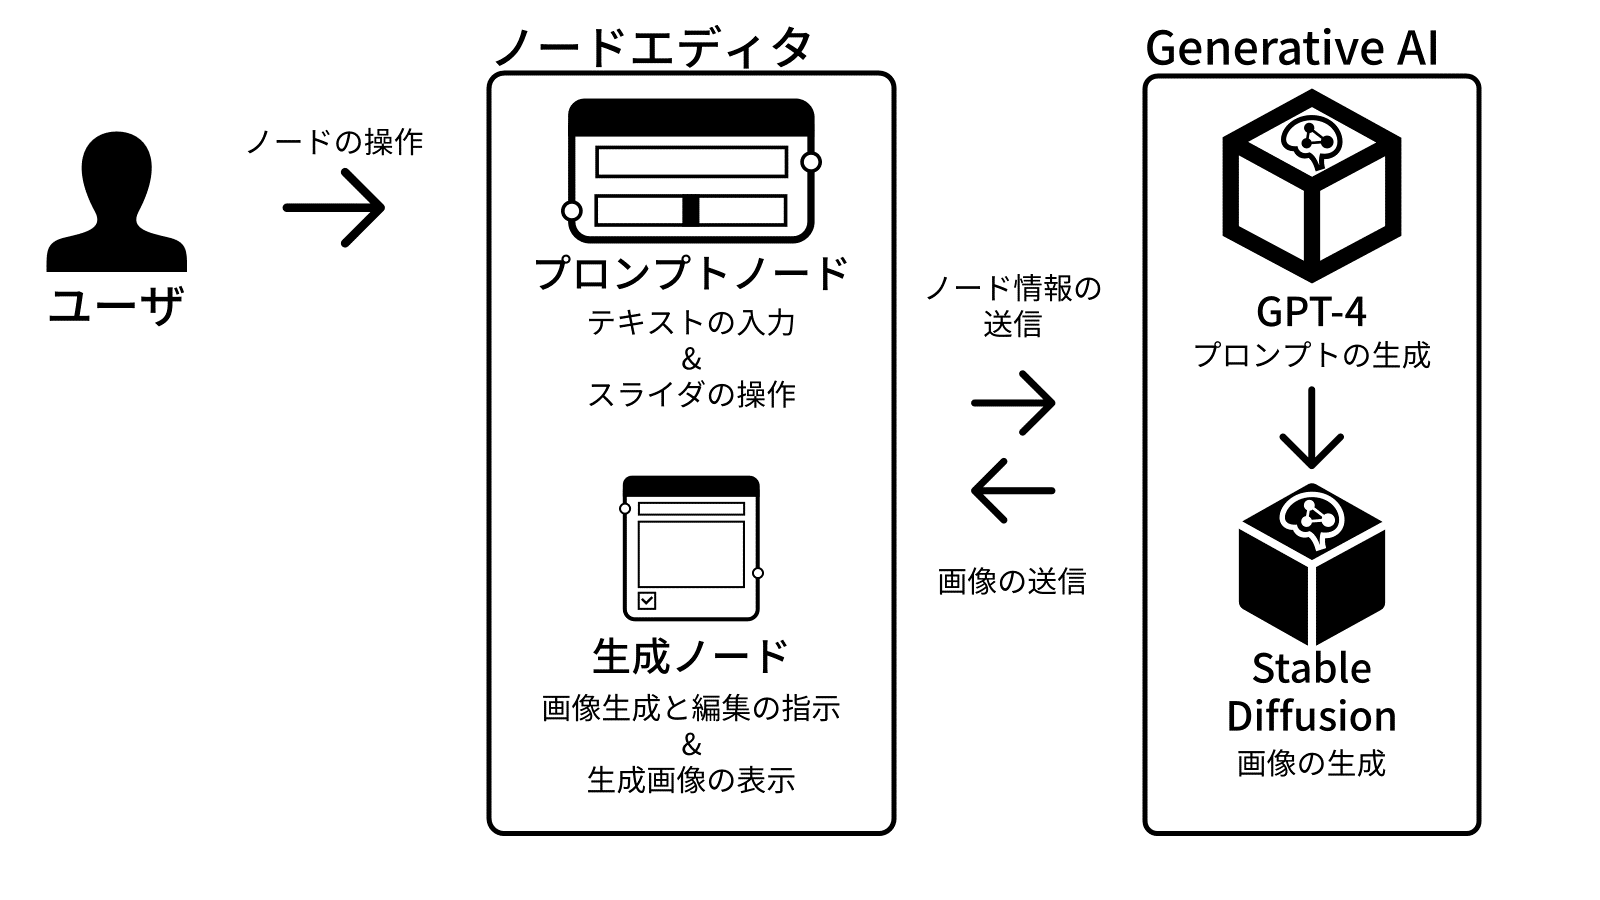 ユーザ
ノードの操作
ノードエディタ
プロンプトノード
テキストの入力
&
スライダの操作
生成ノード
画像生成と編集の指示
&
生成画像の表示
ノード情報の
送信
画像の送信
Generative AI
GPT-4
プロンプトの生成
Stable
Diffusion
画像の生成